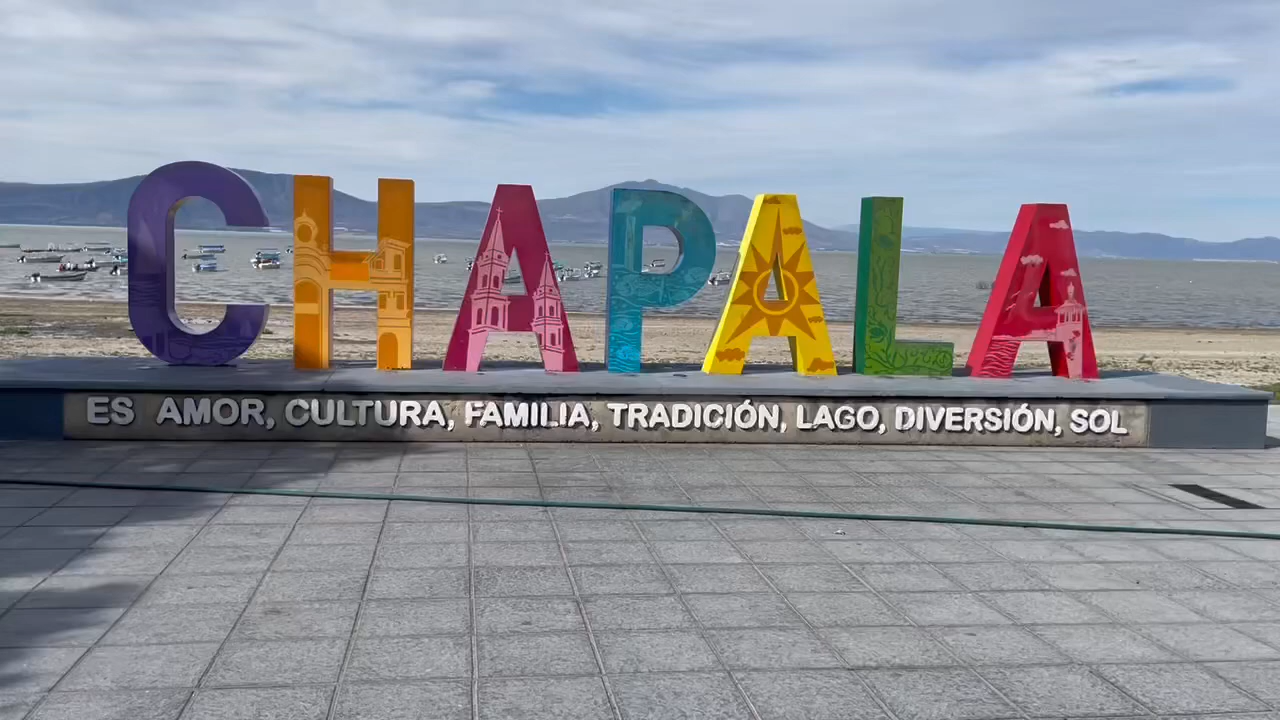 CHAPALA
ES AMOR, CULTURA, FAMILIA, TRADICIÓN, LAGO, DIVERSIÓN, SOL